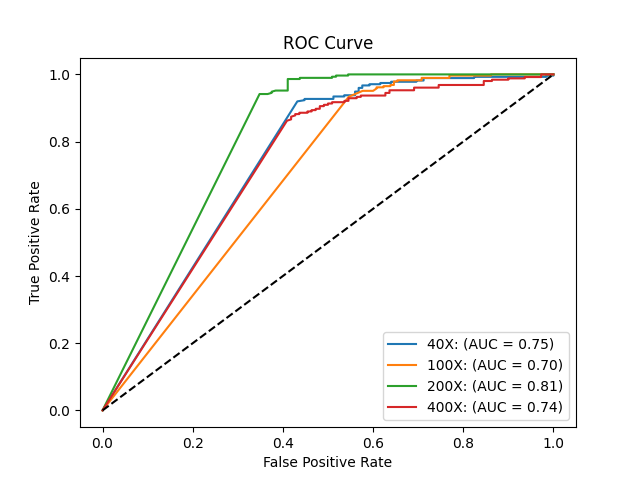 ROC Curve
True Positive Rate
1.0
0.8
0.6
0.4
0.2
0.0
40X: (AUC = 0.75)
100X: (AUC = 0.70)
200X: (AUC = 0.81)
400X: (AUC = 0.74)
0.0 0.2 0.4 0.6 0.8 1.0
False Positive Rate